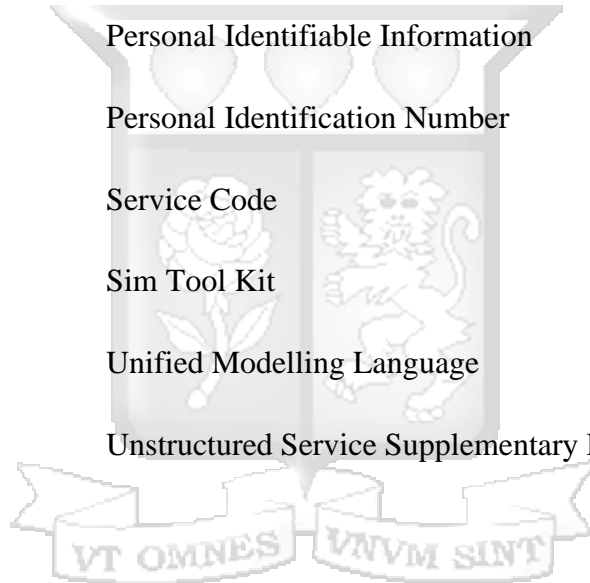 Personal Identifiable Information
Personal Identification Number
Service Code
Sim Tool Kit
Unified Modelling Language
Unstructured Service Supplementary
VT OMNES VNVM SINT